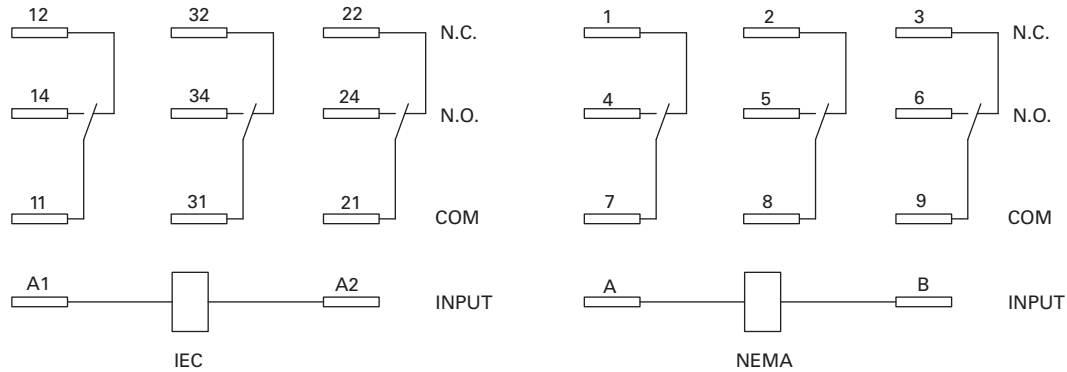 12 32 22 N.C. 1 2 3 N.C.
14 34 24 N.O. 4 5 6 N.O.
11 31 21 COM 7 8 9 COM
A1 A2 INPUT A B INPUT
IEC NEMA